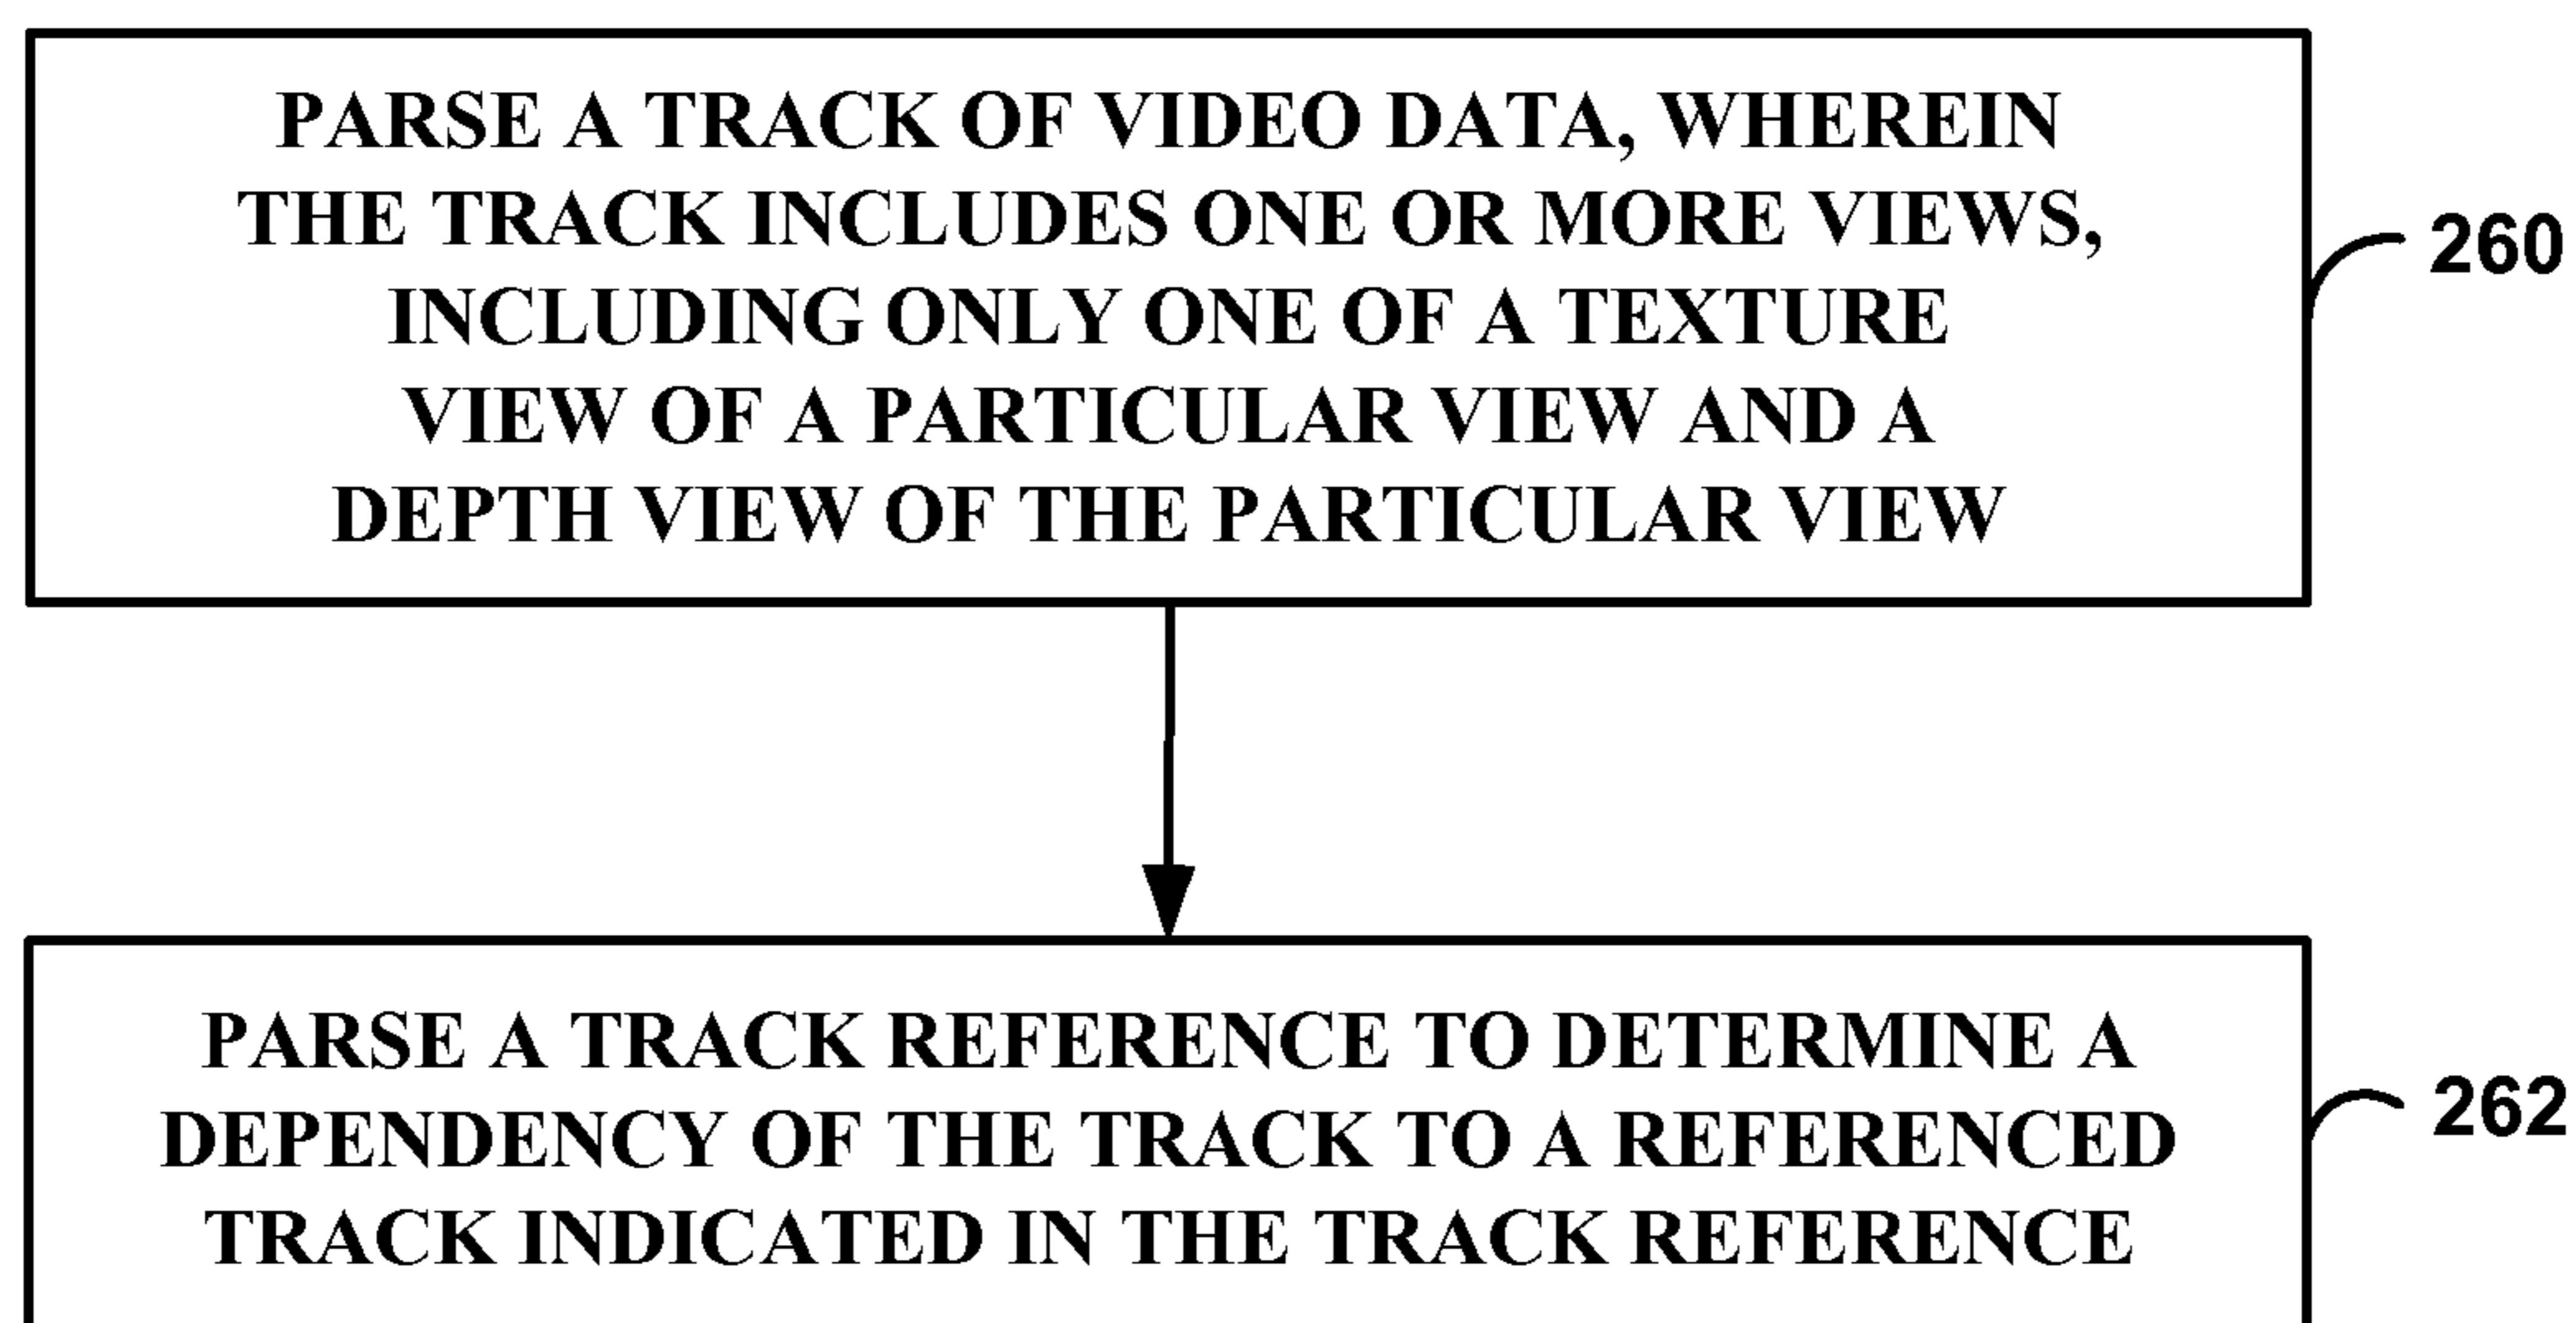 PARSE A TRACK OF VIDEO DATA, WHEREIN
THE TRACK INCLUDES ONE OR MORE VIEWS,
INCLUDING ONLY ONE OF A TEXTURE
VIEW OF A PARTICULAR VIEW AND A
DEPTH VIEW OF THE PARTICULAR VIEW
260
PARSE A TRACK REFERENCE TO DETERMINE A
DEPENDENCY OF THE TRACK TO A REFERENCED
TRACK INDICATED IN THE TRACK REFERENCE
262